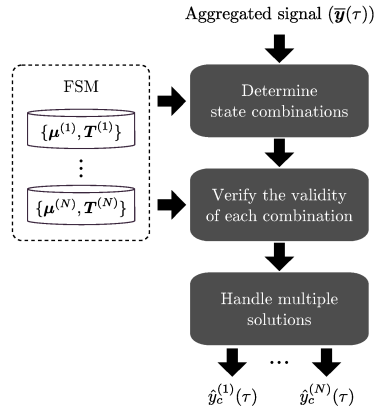 Aggregated signal (𝒚̅(τ))
FSM
{𝝁⁽¹⁾, 𝑻⁽¹⁾}
⋮
{𝝁⁽ᴺ⁾, 𝑻⁽ᴺ⁾}
Determine
state combinations
Verify the validity
of each combination
Handle multiple
solutions
ŷ_c⁽¹⁾(τ) ··· ŷ_c⁽ᴺ⁾(τ)